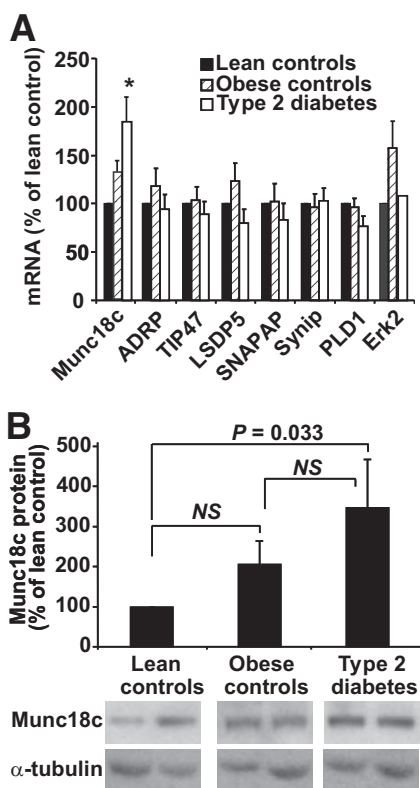 A
mRNA (% of lean control)
250
200
150
100
50
0
Lean controls
Obese controls
Type 2 diabetes
*
Munc18c
ADRP
TIP47
LSDP5
SNAPAP
Synip
PLD1
Erk2
B
Munc18c protein
(% of lean control)
500
400
300
200
100
0
P = 0.033
NS
NS
Lean
controls
Obese
controls
Type 2
diabetes
Munc18c
α-tubulin